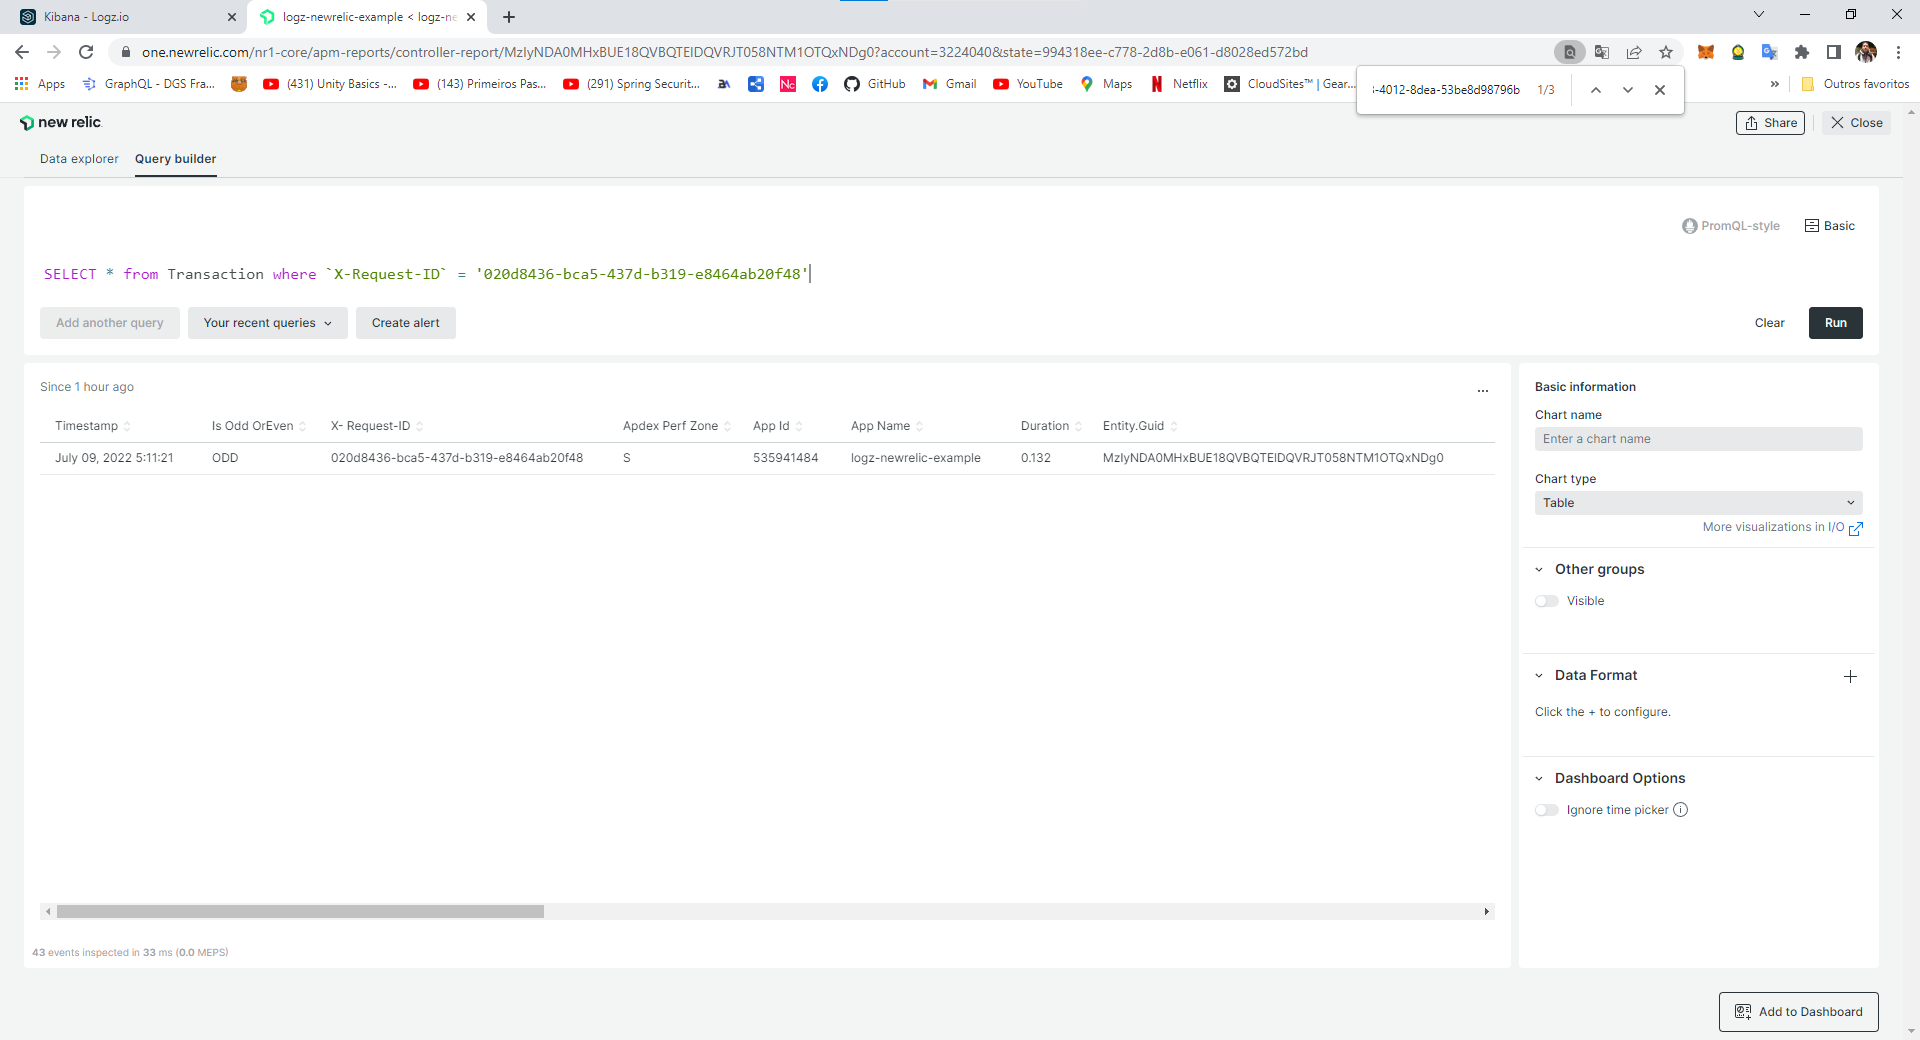 Kibana - Logz.io
logz-newrelic-example < logz-ne
one.newrelic.com/nr1-core/apm-reports/controller-report/MzIyNDA0MHxBUE18QVBQTElDQVRJT058NTM1OTQxNDg0?account=3224040&state=994318ee-c778-2d8b-e061-d8028ed572bd
Apps
GraphQL - DGS Fra...
(431) Unity Basics -...
(143) Primeiros Pas...
(291) Spring Securit...
GitHub
Gmail
YouTube
Maps
Netflix
CloudSites™ | Gear...
»
Outros favoritos
-4012-8dea-53be8d98796b 1/3
new relic
Share
Close
Data explorer
Query builder
PromQL-style
Basic
SELECT * from Transaction where `X-Request-ID` = '020d8436-bca5-437d-b319-e8464ab20f48'
Add another query
Your recent queries
Create alert
Clear
Run
Since 1 hour ago
...
Timestamp Is Odd OrEven X- Request-ID Apdex Perf Zone App Id App Name Duration Entity.Guid
July 09, 2022 5:11:21 ODD 020d8436-bca5-437d-b319-e8464ab20f48 S 535941484 logz-newrelic-example 0.132 MzIyNDA0MHxBUE18QVBQTElDQVRJT058NTM1OTQxNDg0
43 events inspected in 33 ms (0.0 MEPS)
Basic information
Chart name
Enter a chart name
Chart type
Table
More visualizations in I/O
Other groups
Visible
Data Format
Click the + to configure.
Dashboard Options
Ignore time picker
Add to Dashboard